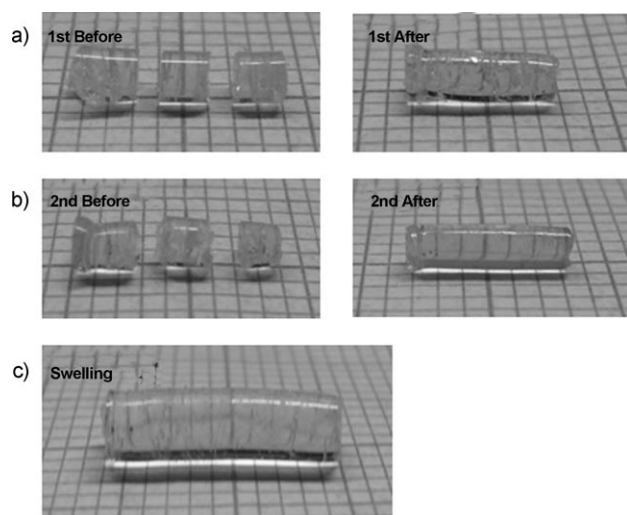 a)
1st Before
1st After
b)
2nd Before
2nd After
c)
Swelling